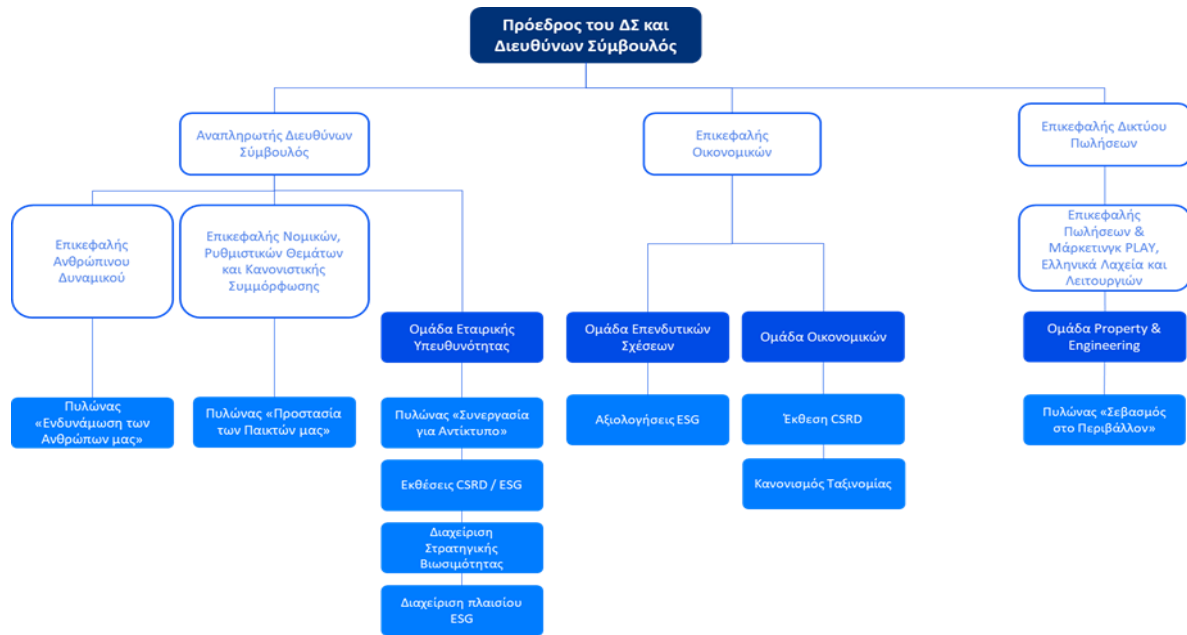 Πρόεδρος του ΔΣ και
Διευθύνων Σύμβουλός
Αναπληρωτής Διευθύνων
Σύμβουλός
Επικεφαλής
Οικονομικών
Επικεφαλής Δικτύου
Πωλήσεων
Επικεφαλής
Ανθρώπινου
Δυναμικού
Επικεφαλής Νομικών,
Ρυθμιστικών Θεμάτων
και Κανονιστικής
Συμμόρφωσης
Επικεφαλής
Πωλήσεων &
Μάρκετινγκ PLAY,
Ελληνικά Λαχεία και
Λειτουργιών
Ομάδα Εταιρικής
Υπευθυνότητας
Ομάδα Επενδυτικών
Σχέσεων
Ομάδα Οικονομικών
Ομάδα Property &
Engineering
Πυλώνας
«Ενδυνάμωση των
Ανθρώπων μας»
Πυλώνας «Προστασία
των Παικτών μας»
Πυλώνας «Συνεργασία
για Αντίκτυπο»
Αξιολογήσεις ESG
Έκθεση CSRD
Πυλώνας «Σεβασμός
στο Περιβάλλον»
Εκθέσεις CSRD / ESG
Κανονισμός Ταξινομίας
Διαχείριση
Στρατηγικής
Βιωσιμότητας
Διαχείριση πλαισίου
ESG